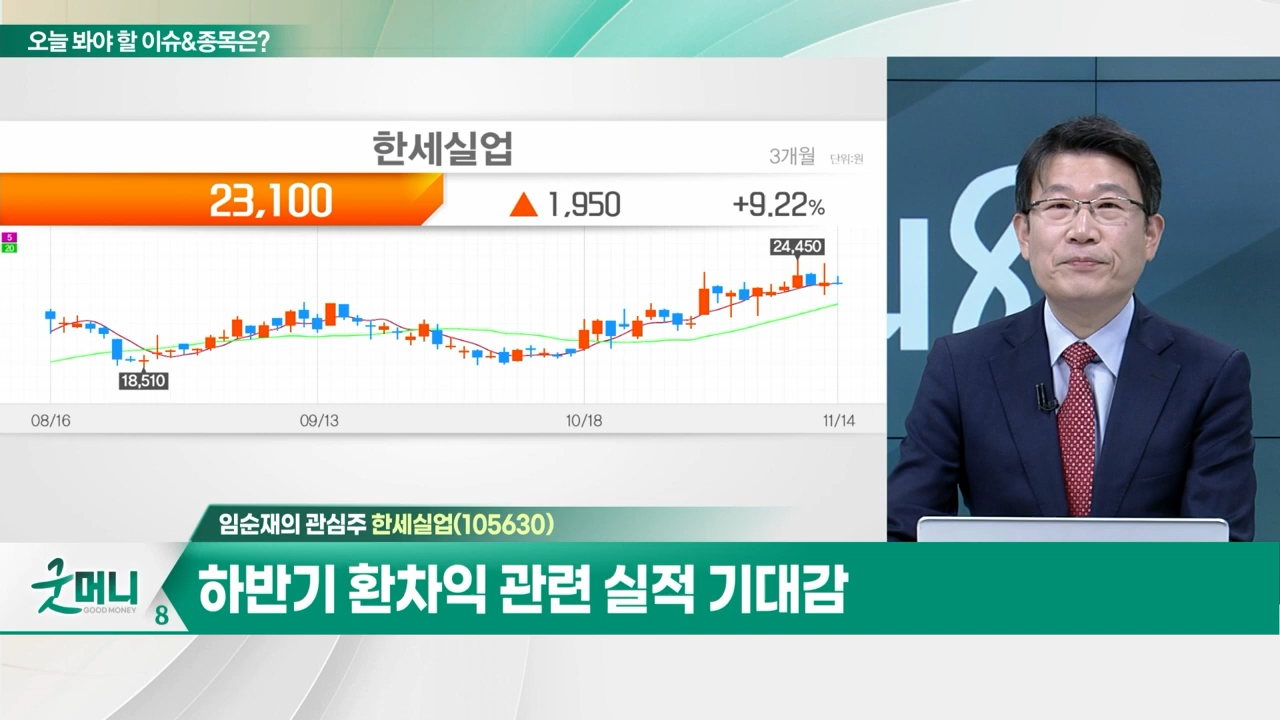 오늘 봐야 할 이슈&종목은?
한세실업
3개월 단위:원
23,100 ▲ 1,950 +9.22%
5
20
24,450
18,510
08/16 09/13 10/18 11/14
임순재의 관심주 한세실업(105630)
하반기 환차익 관련 실적 기대감
굿머니
GOOD MONEY
8